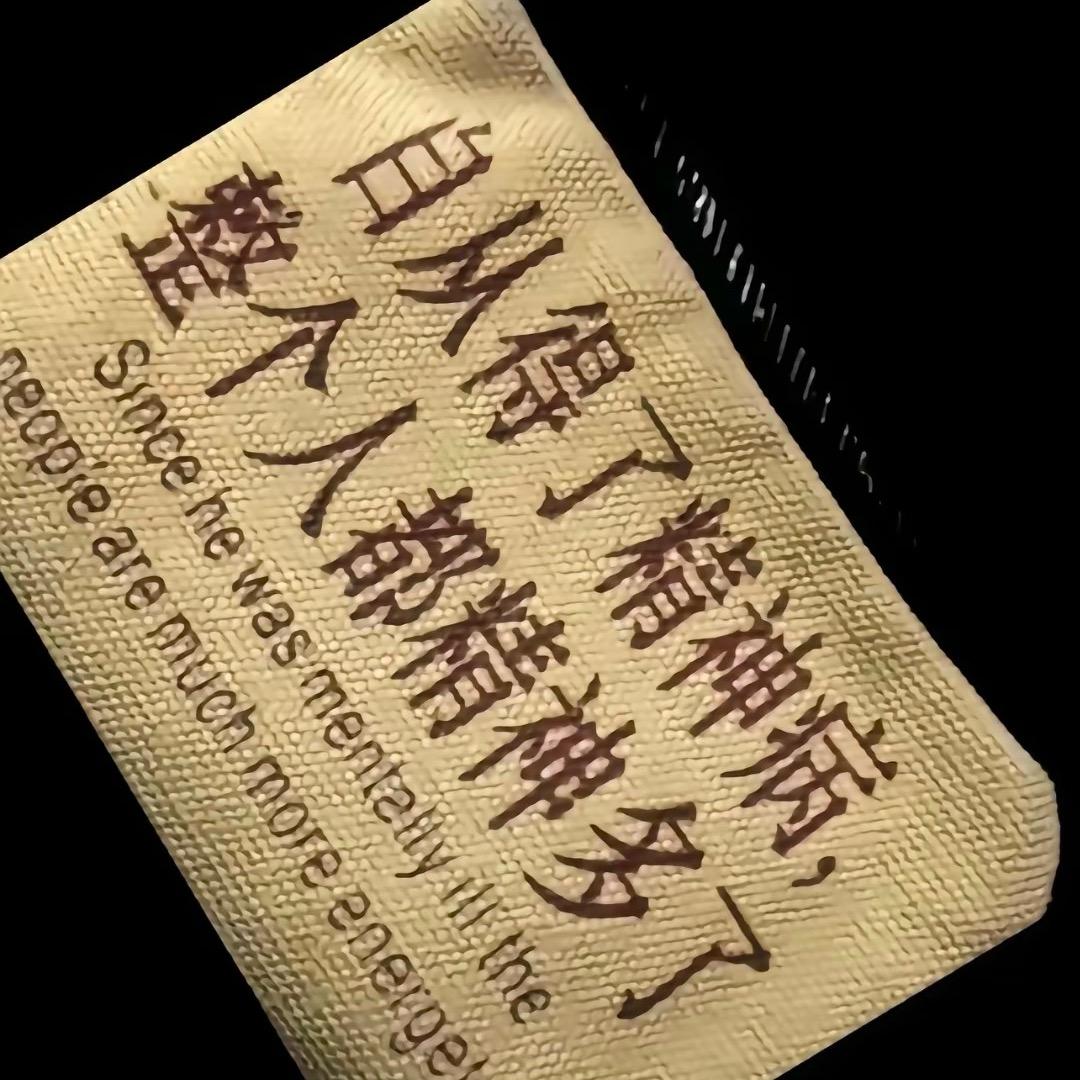 自从得了精神病,
整个人都精神多了
Since he was mentally ill the
people are much more energet